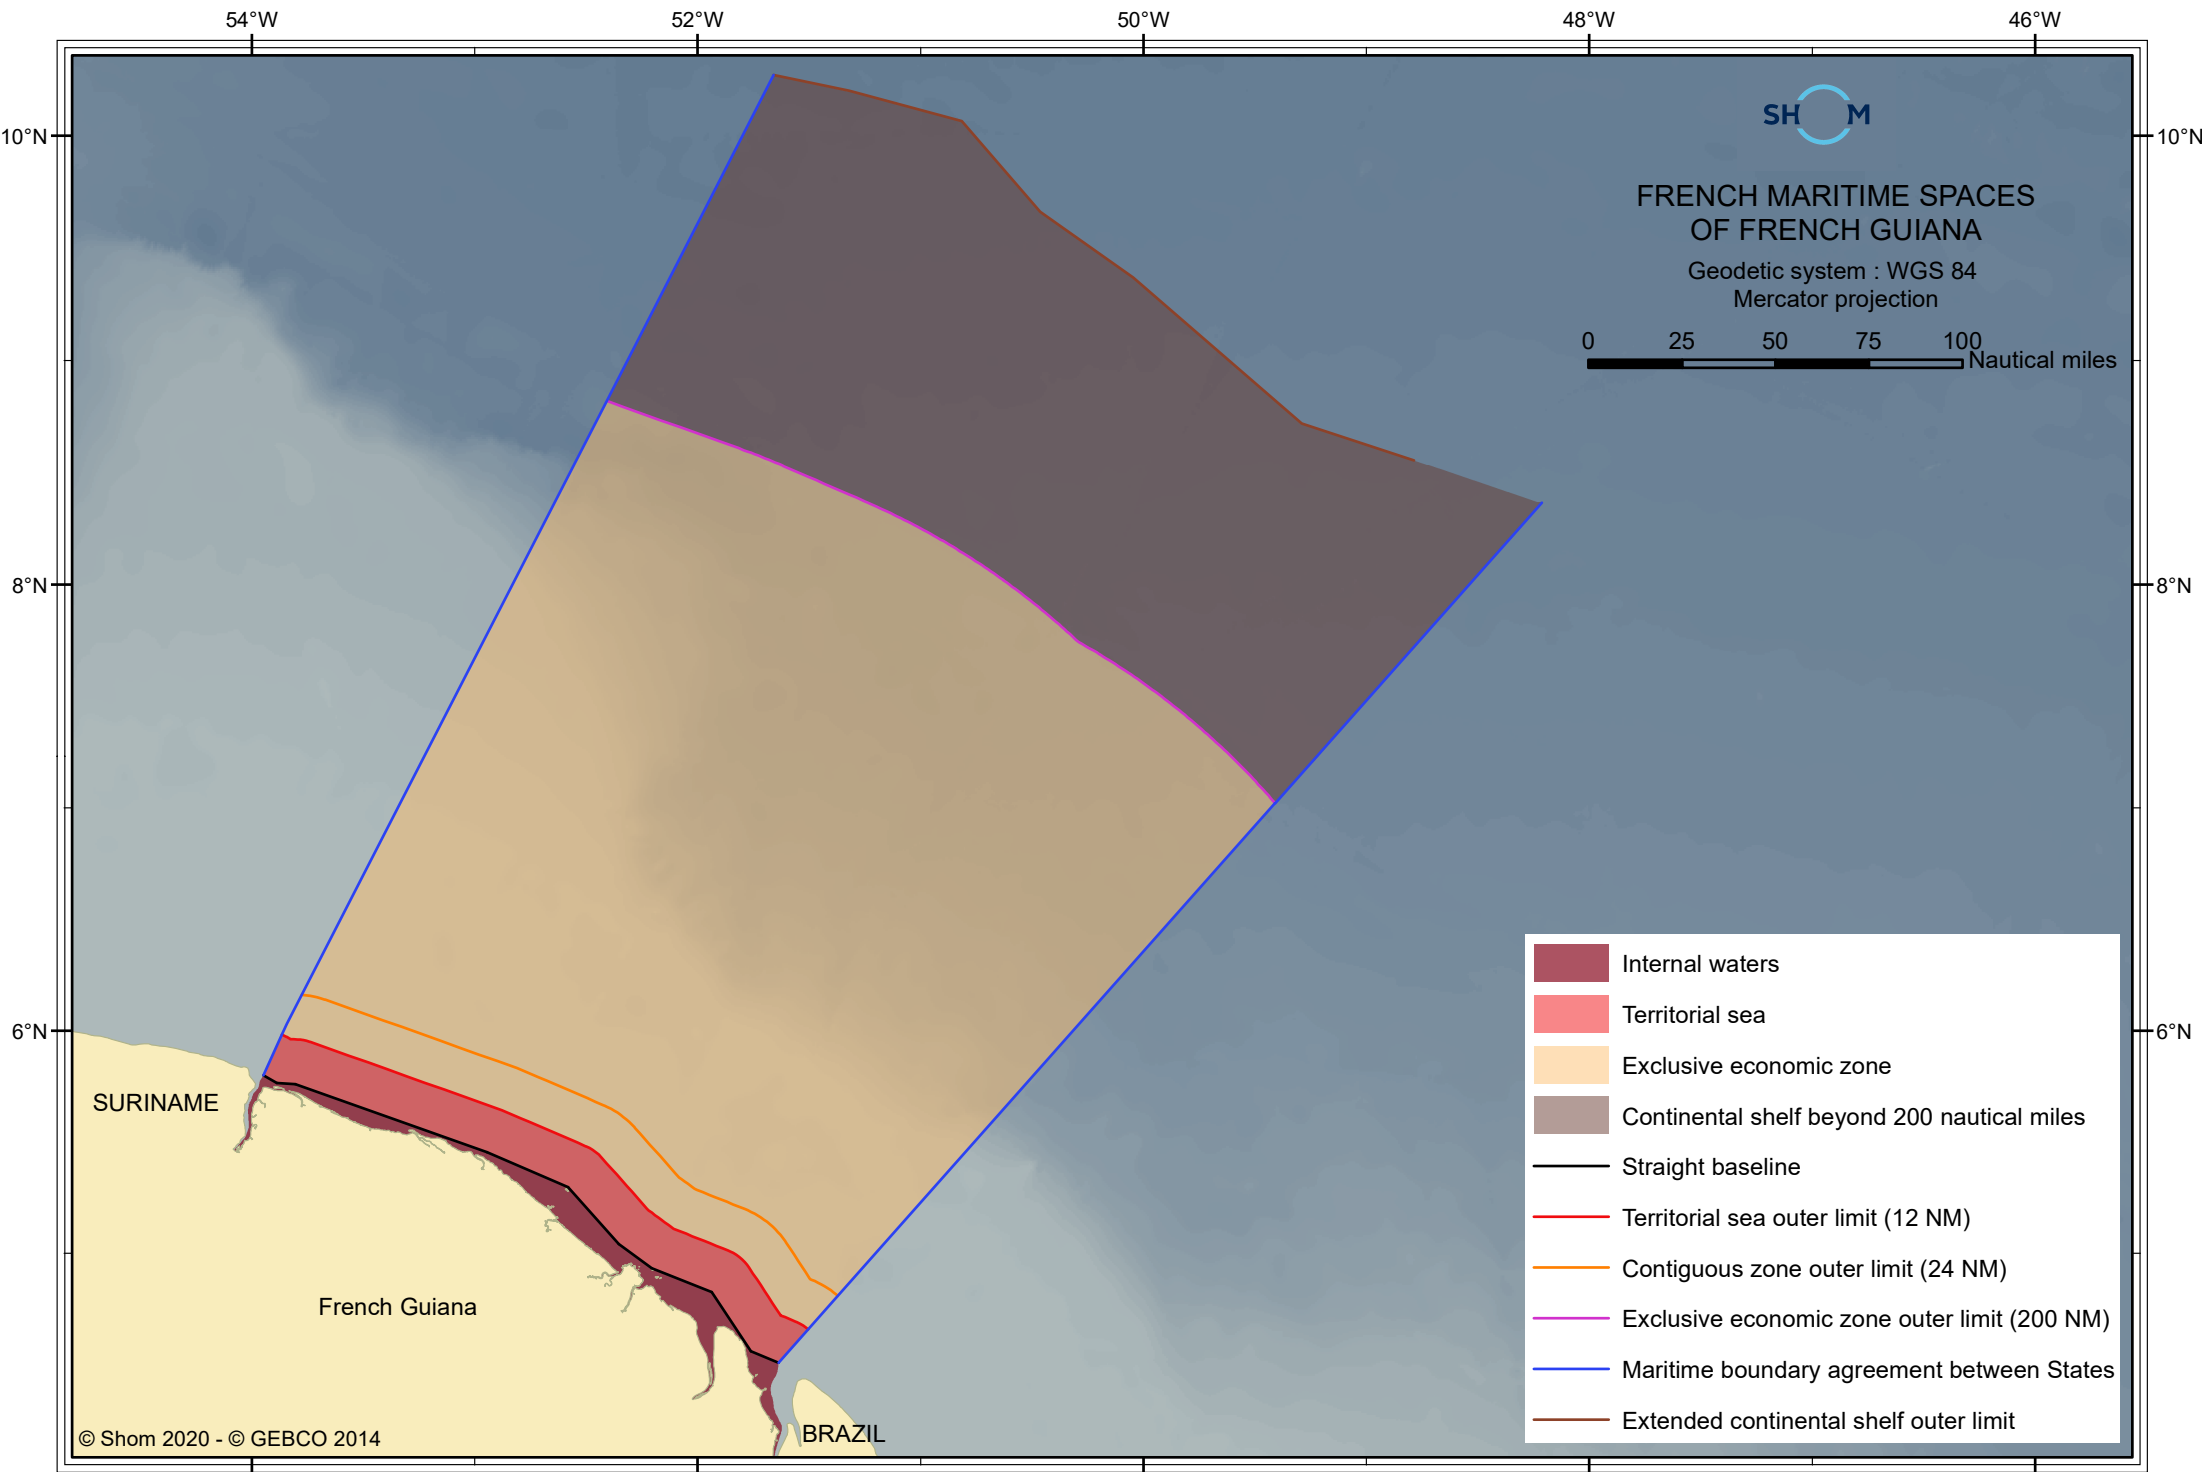 54°W
52°W
50°W
48°W
46°W
10°N
10°N
SHOM
FRENCH MARITIME SPACES
OF FRENCH GUIANA
Geodetic system : WGS 84
Mercator projection
0 25 50 75 100
Nautical miles
8°N
8°N
6°N
6°N
Internal waters
Territorial sea
Exclusive economic zone
Continental shelf beyond 200 nautical miles
Straight baseline
Territorial sea outer limit (12 NM)
Contiguous zone outer limit (24 NM)
Exclusive economic zone outer limit (200 NM)
Maritime boundary agreement between States
Extended continental shelf outer limit
SURINAME
French Guiana
BRAZIL
© Shom 2020 - © GEBCO 2014